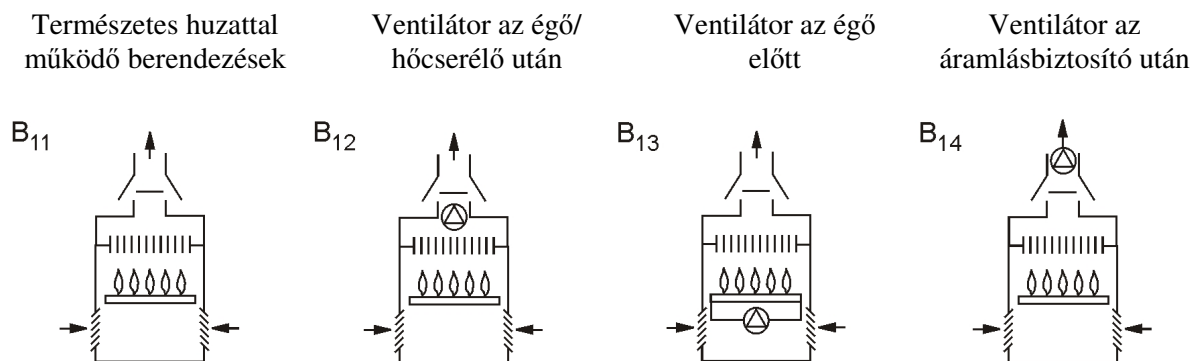 Természetes huzattal
működő berendezések
Ventilátor az égő/
hőcserélő után
Ventilátor az égő
előtt
Ventilátor az
áramlásbiztosító után
B11
B12
B13
B14